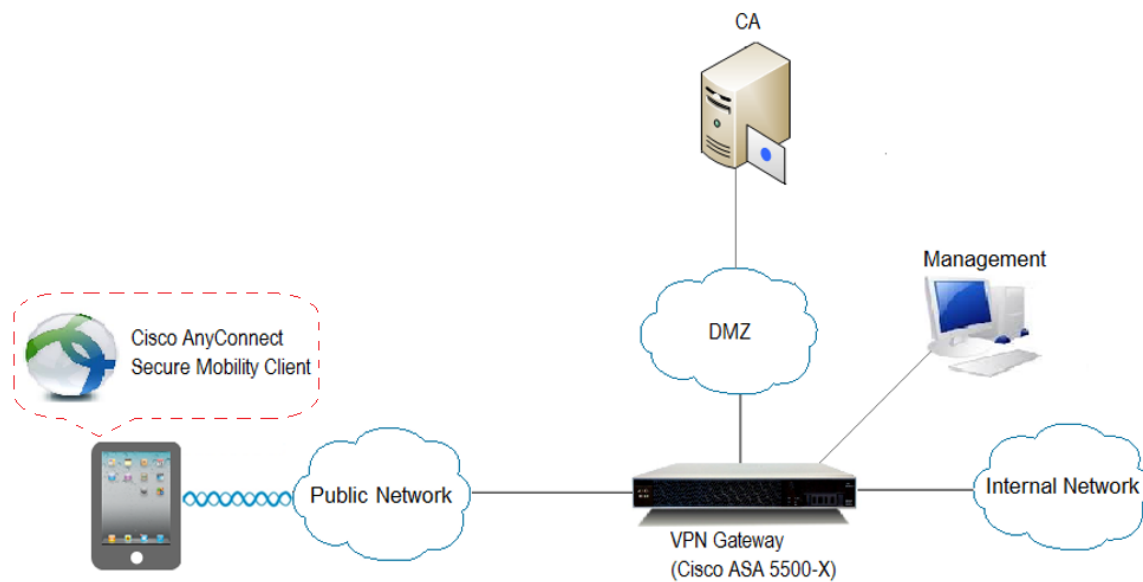 CA
Management
DMZ
Cisco AnyConnect
Secure Mobility Client
Public Network
Internal Network
VPN Gateway
(Cisco ASA 5500-X)